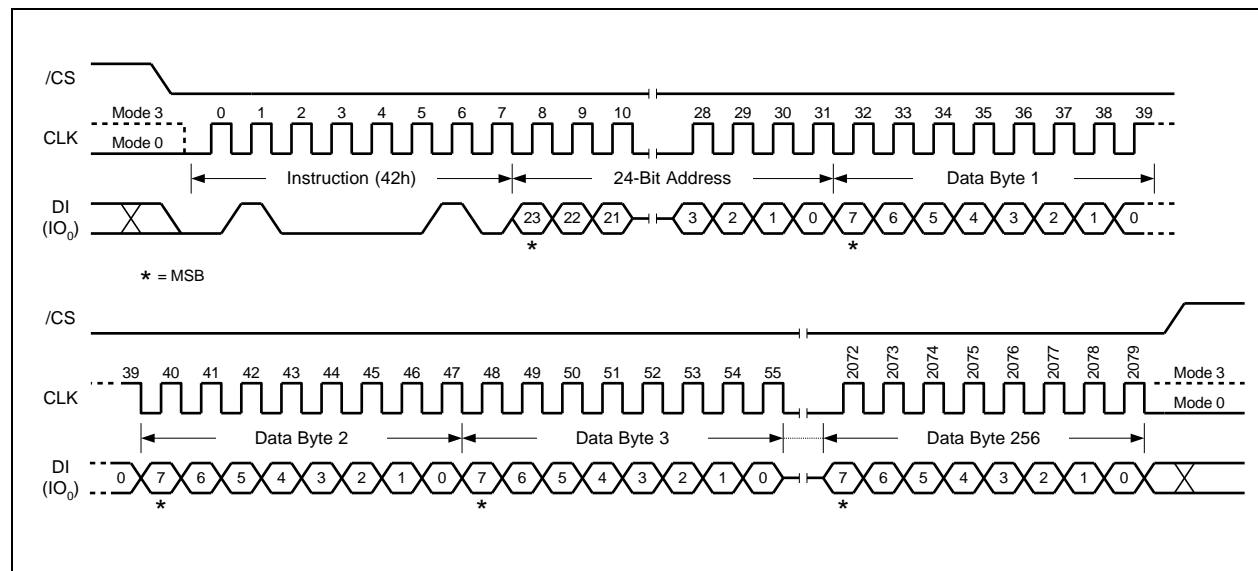 /CS
Mode 3 0 1 2 3 4 5 6 7 8 9 10 28 29 30 31 32 33 34 35 36 37 38 39
CLK
Mode 0
Instruction (42h) 24-Bit Address Data Byte 1
DI
(IO0) 23 22 21 3 2 1 0 7 6 5 4 3 2 1 0
* *
* = MSB
/CS
39 40 41 42 43 44 45 46 47 48 49 50 51 52 53 54 55 2072 2073 2074 2075 2076 2077 2078 2079 Mode 3
CLK
Mode 0
Data Byte 2 Data Byte 3 Data Byte 256
DI
(IO0) 0 7 6 5 4 3 2 1 0 7 6 5 4 3 2 1 0 7 6 5 4 3 2 1 0
* * *